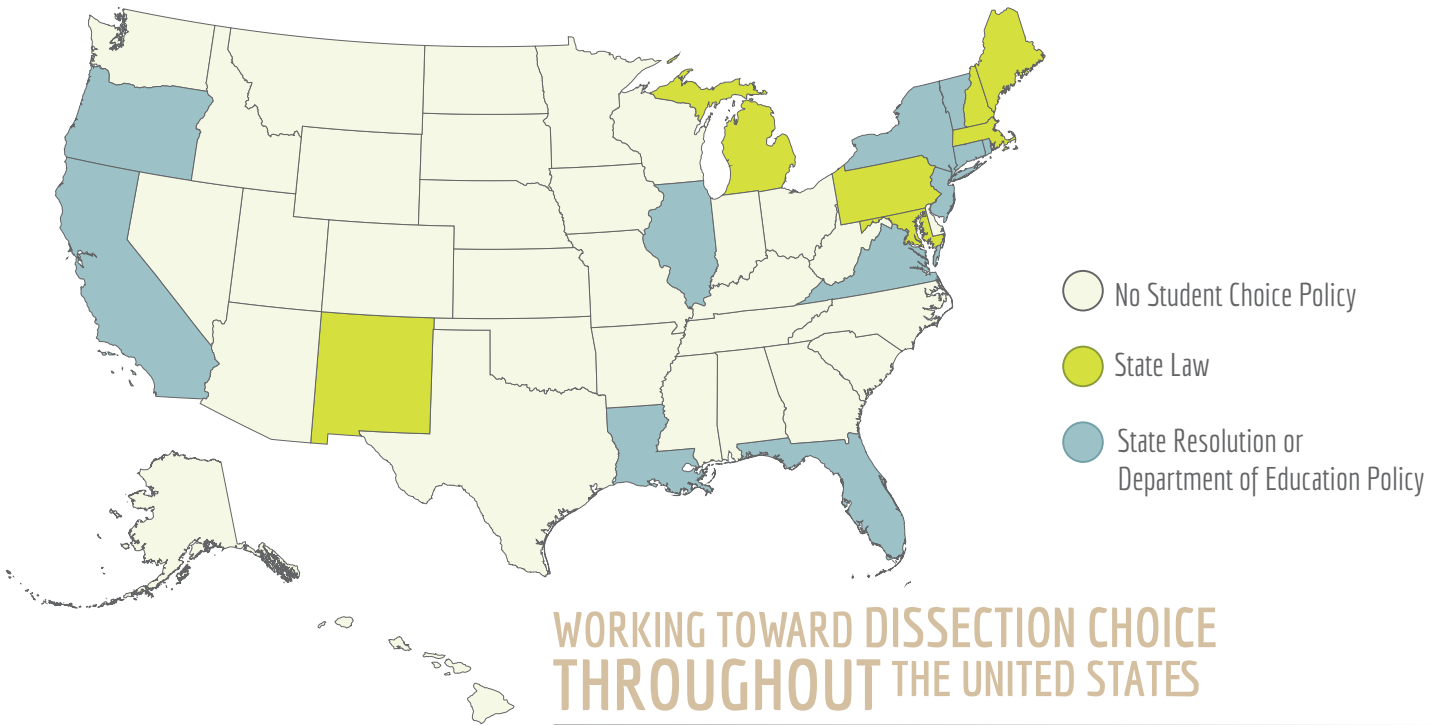 No Student Choice Policy
State Law
State Resolution or
Department of Education Policy
WORKING TOWARD DISSECTION CHOICE
THROUGHOUT THE UNITED STATES